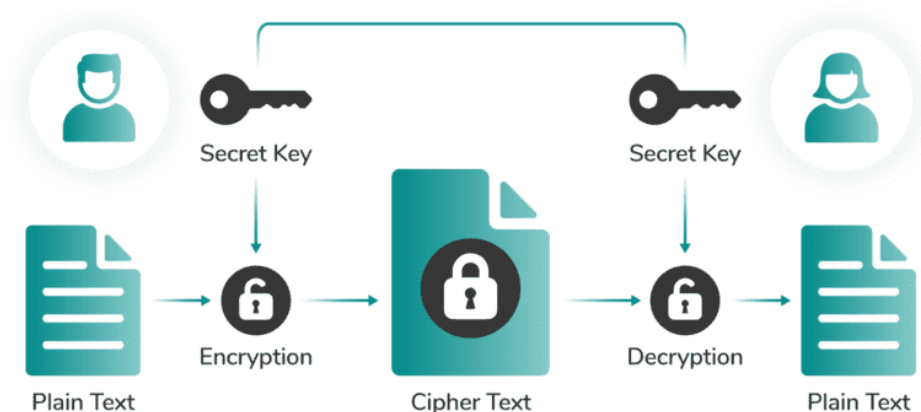 Secret Key
Secret Key
Encryption
Decryption
Plain Text
Cipher Text
Plain Text